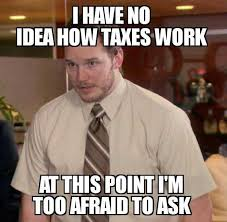 I HAVE NO
IDEA HOW TAXES WORK
AT THIS POINT I'M
TOO AFRAID TO ASK